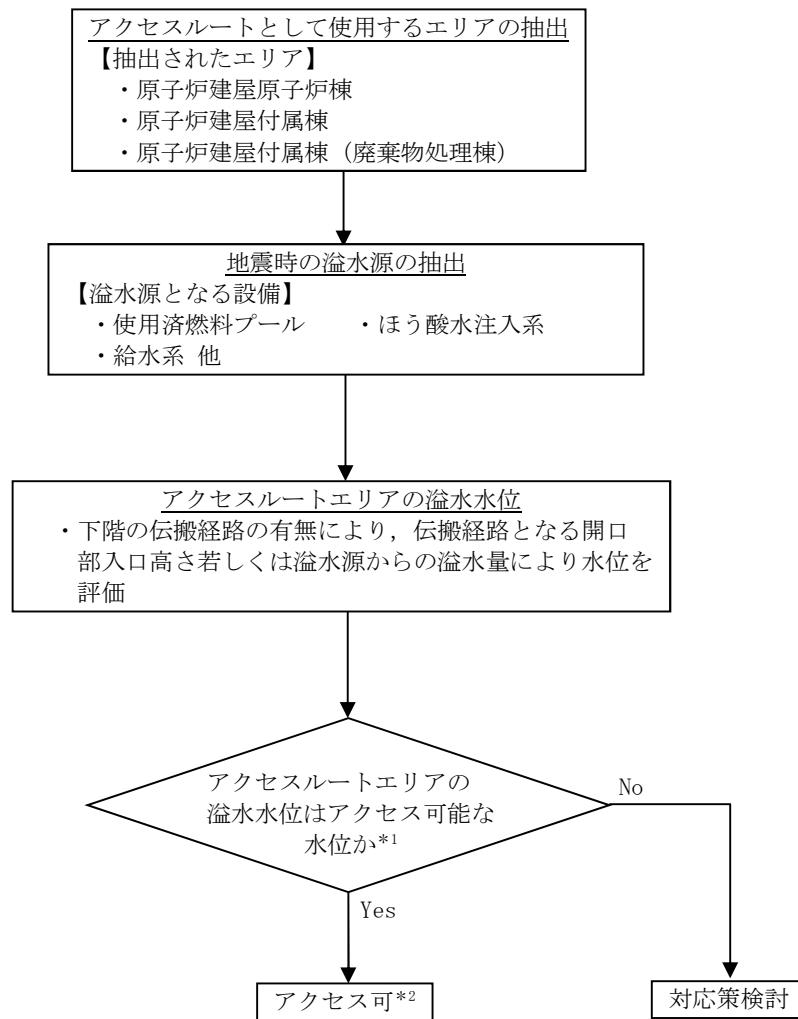 アクセスルートとして使用するエリアの抽出
【抽出されたエリア】
・原子炉建屋原子炉棟
・原子炉建屋付属棟
・原子炉建屋付属棟（廃棄物処理棟）
地震時の溢水源の抽出
【溢水源となる設備】
・使用済燃料プール　　・ほう酸水注入系
・給水系 他
アクセスルートエリアの溢水水位
・下階の伝搬経路の有無により，伝搬経路となる開口
部入口高さ若しくは溢水源からの溢水量により水位を
評価
アクセスルートエリアの
溢水水位はアクセス可能な
水位か*1
No
Yes
アクセス可*2
対応策検討